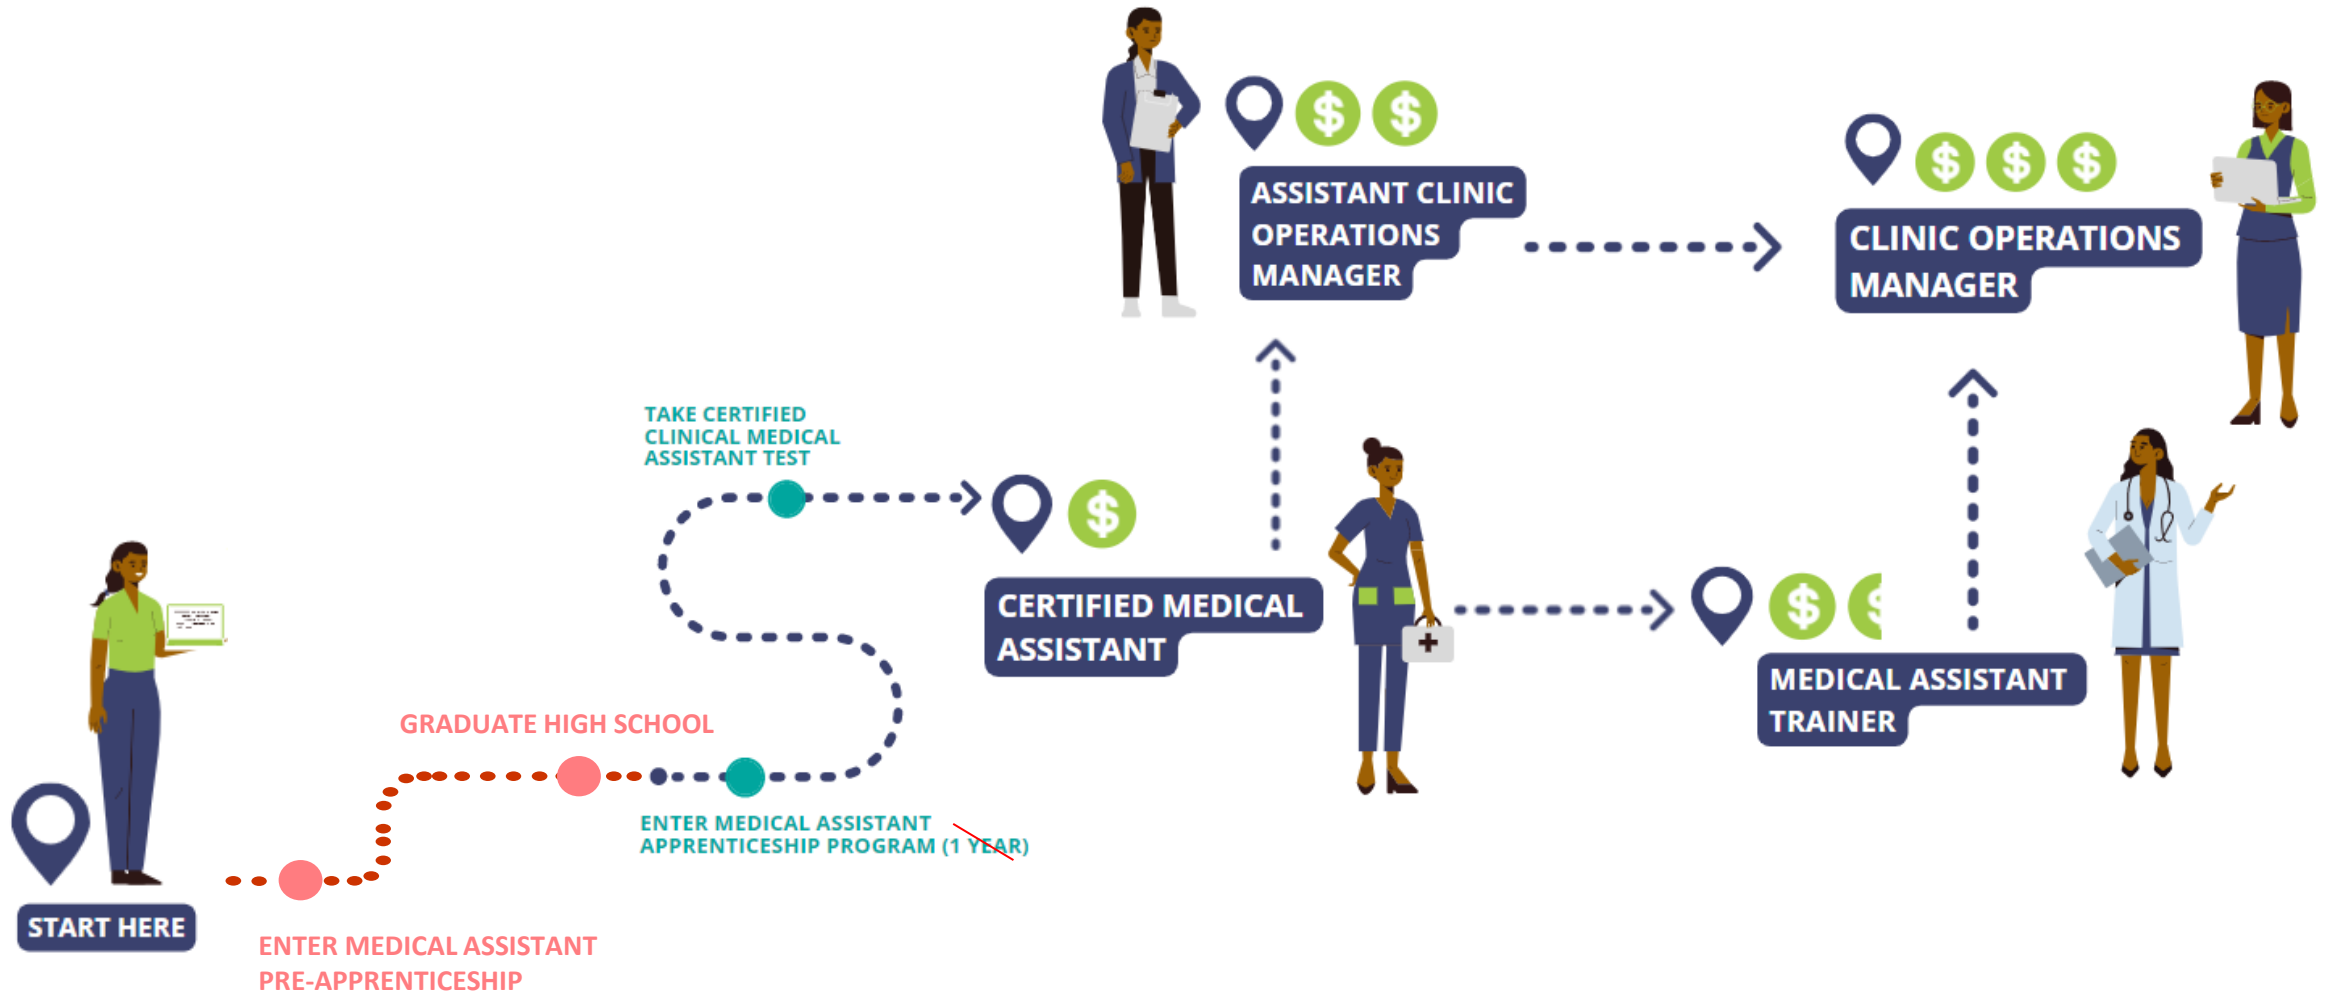 START HERE
ENTER MEDICAL ASSISTANT
PRE-APPRENTICESHIP
GRADUATE HIGH SCHOOL
ENTER MEDICAL ASSISTANT
APPRENTICESHIP PROGRAM (1 YEAR)
TAKE CERTIFIED
CLINICAL MEDICAL
ASSISTANT TEST
$
CERTIFIED MEDICAL
ASSISTANT
$ $
ASSISTANT CLINIC
OPERATIONS
MANAGER
$ $
MEDICAL ASSISTANT
TRAINER
$ $ $
CLINIC OPERATIONS
MANAGER